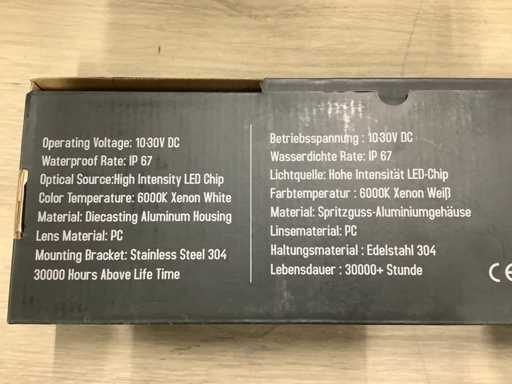 Operating Voltage: 10-30V DC
Waterproof Rate: IP 67
Optical Source:High Intensity LED Chip
Color Temperature: 6000K Xenon White
Material: Diecasting Aluminum Housing
Lens Material: PC
Mounting Bracket: Stainless Steel 304
30000 Hours Above Life Time
Betriebsspannung : 10-30V DC
Wasserdichte Rate: IP 67
Lichtquelle: Hohe Intensität LED-Chip
Farbtemperatur : 6000K Xenon Weiß
Material: Spritzguss-Aluminiumgehäuse
Linsematerial: PC
Haltungsmaterial : Edelstahl 304
Lebensdauer : 30000+ Stunde
CE